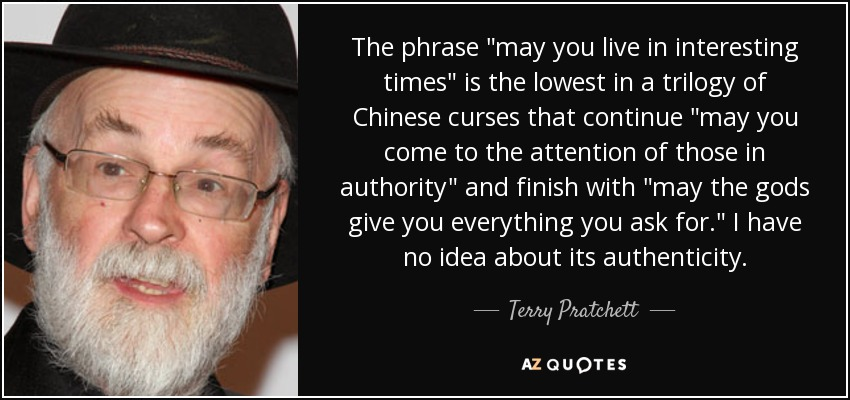 The phrase "may you live in interesting
times" is the lowest in a trilogy of
Chinese curses that continue "may you
come to the attention of those in
authority" and finish with "may the gods
give you everything you ask for." I have
no idea about its authenticity.
Terry Pratchett
AZ QUOTES